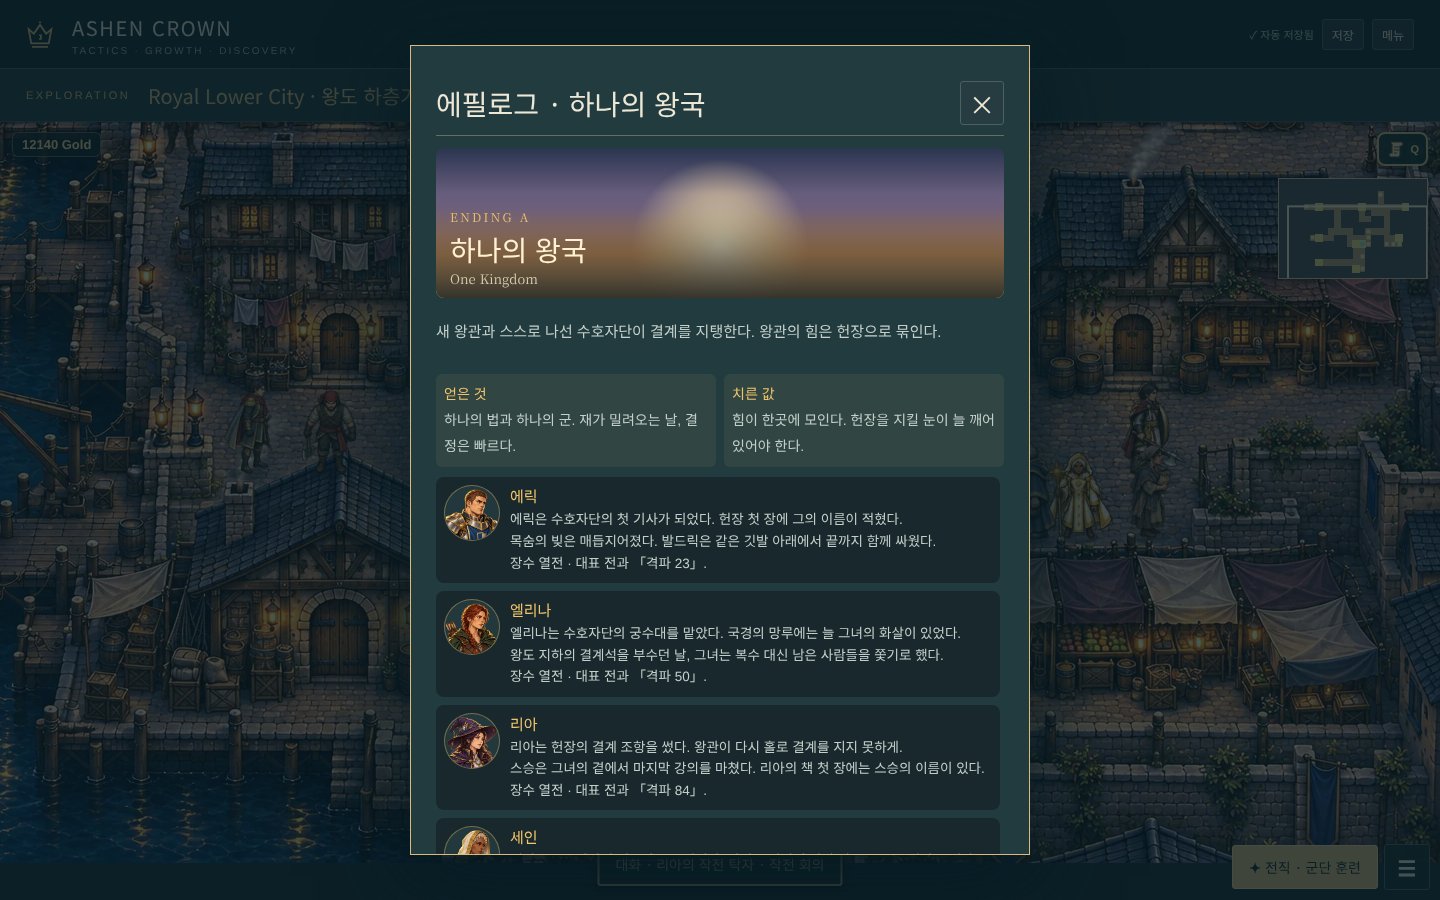 ASHEN CROWN
TACTICS · GROWTH · DISCOVERY
✓ 자동 저장됨
저장
메뉴
EXPLORATION
Royal Lower City · 왕도 하층
12140 Gold
Q
에필로그 · 하나의 왕국
ENDING A
하나의 왕국
One Kingdom
새 왕관과 스스로 나선 수호자단이 결계를 지탱한다. 왕관의 힘은 헌장으로 묶인다.
얻은 것
하나의 법과 하나의 군. 재가 밀려오는 날, 결
정은 빠르다.
치른 값
힘이 한곳에 모인다. 헌장을 지킬 눈이 늘 깨어
있어야 한다.
에릭
에릭은 수호자단의 첫 기사가 되었다. 헌장 첫 장에 그의 이름이 적혔다.
목숨의 빚은 매듭지어졌다. 발드릭은 같은 깃발 아래에서 끝까지 함께 싸웠다.
장수 열전 · 대표 전과 「격파 23」.
엘리나
엘리나는 수호자단의 궁수대를 맡았다. 국경의 망루에는 늘 그녀의 화살이 있었다.
왕도 지하의 결계석을 부수던 날, 그녀는 복수 대신 남은 사람들을 쫓기로 했다.
장수 열전 · 대표 전과 「격파 50」.
리아
리아는 헌장의 결계 조항을 썼다. 왕관이 다시 홀로 결계를 지지 못하게.
스승은 그녀의 곁에서 마지막 강의를 마쳤다. 리아의 책 첫 장에는 스승의 이름이 있다.
장수 열전 · 대표 전과 「격파 84」.
세인
대화 · 리아의 작전 탁자 · 작전 회의
✦ 전직 · 군단 훈련